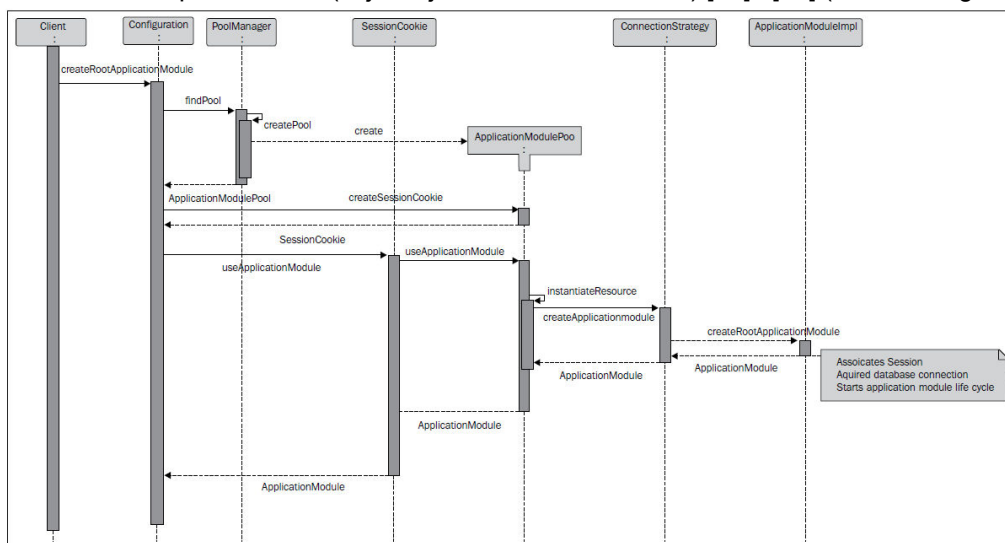 Client
:
Configuration
:
PoolManager
:
SessionCookie
:
ConnectionStrategy
:
ApplicationModuleImpl
:
createRootApplicationModule
findPool
createPool
create
ApplicationModulePoo
:
ApplicationModulePool
createSessionCookie
SessionCookie
useApplicationModule
useApplicationModule
instantiateResource
createApplicationmodule
createRootApplicationModule
ApplicationModule
ApplicationModule
Assoicates Session
Aquired database connection
Starts application module life cycle
ApplicationModule
ApplicationModule